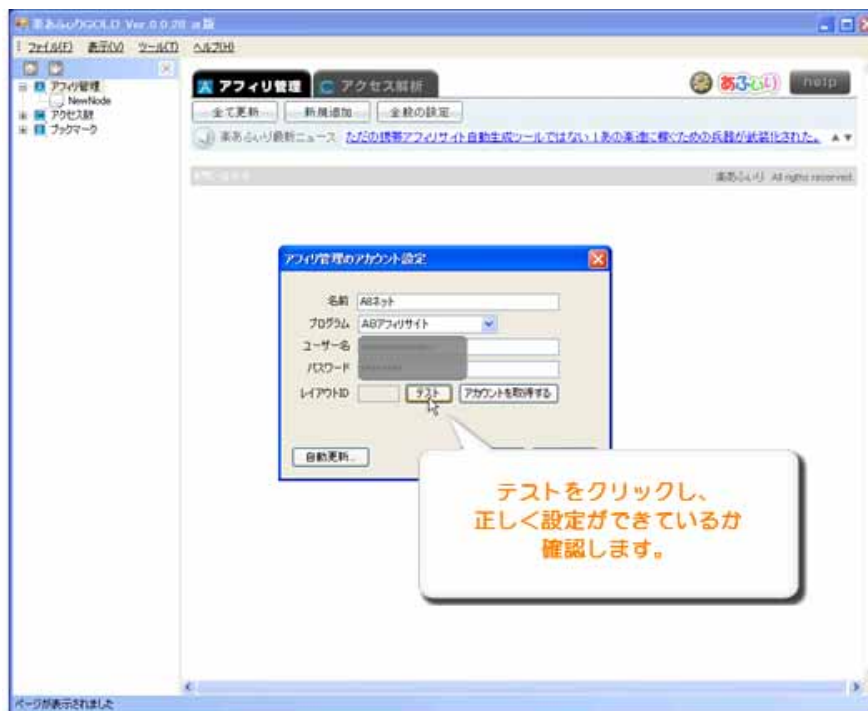 楽あふぃりGOLD Ver.0.0.28 α版
ファイル(F) 表示(V) ツール(T) ヘルプ(H)
アフィリ管理
NewNode
アクセス数
ブックマーク
A アフィリ管理 C アクセス解析
あふぃり help
全て更新 新規追加 全般の設定
楽あふぃり最新ニュース ただの携帯アフィリサイト自動生成ツールではない!あの楽達に稼ぐための兵器が武装化された。
楽あふぃり All rigths reserved.
アフィリ管理のアカウント設定
名前 A8ネット
プログラム A8アフィリサイト
ユーザー名
パスワード
レイアウトID テスト アカウントを取得する
自動更新..
テストをクリックし、
正しく設定ができているか
確認します。
ページが表示されました